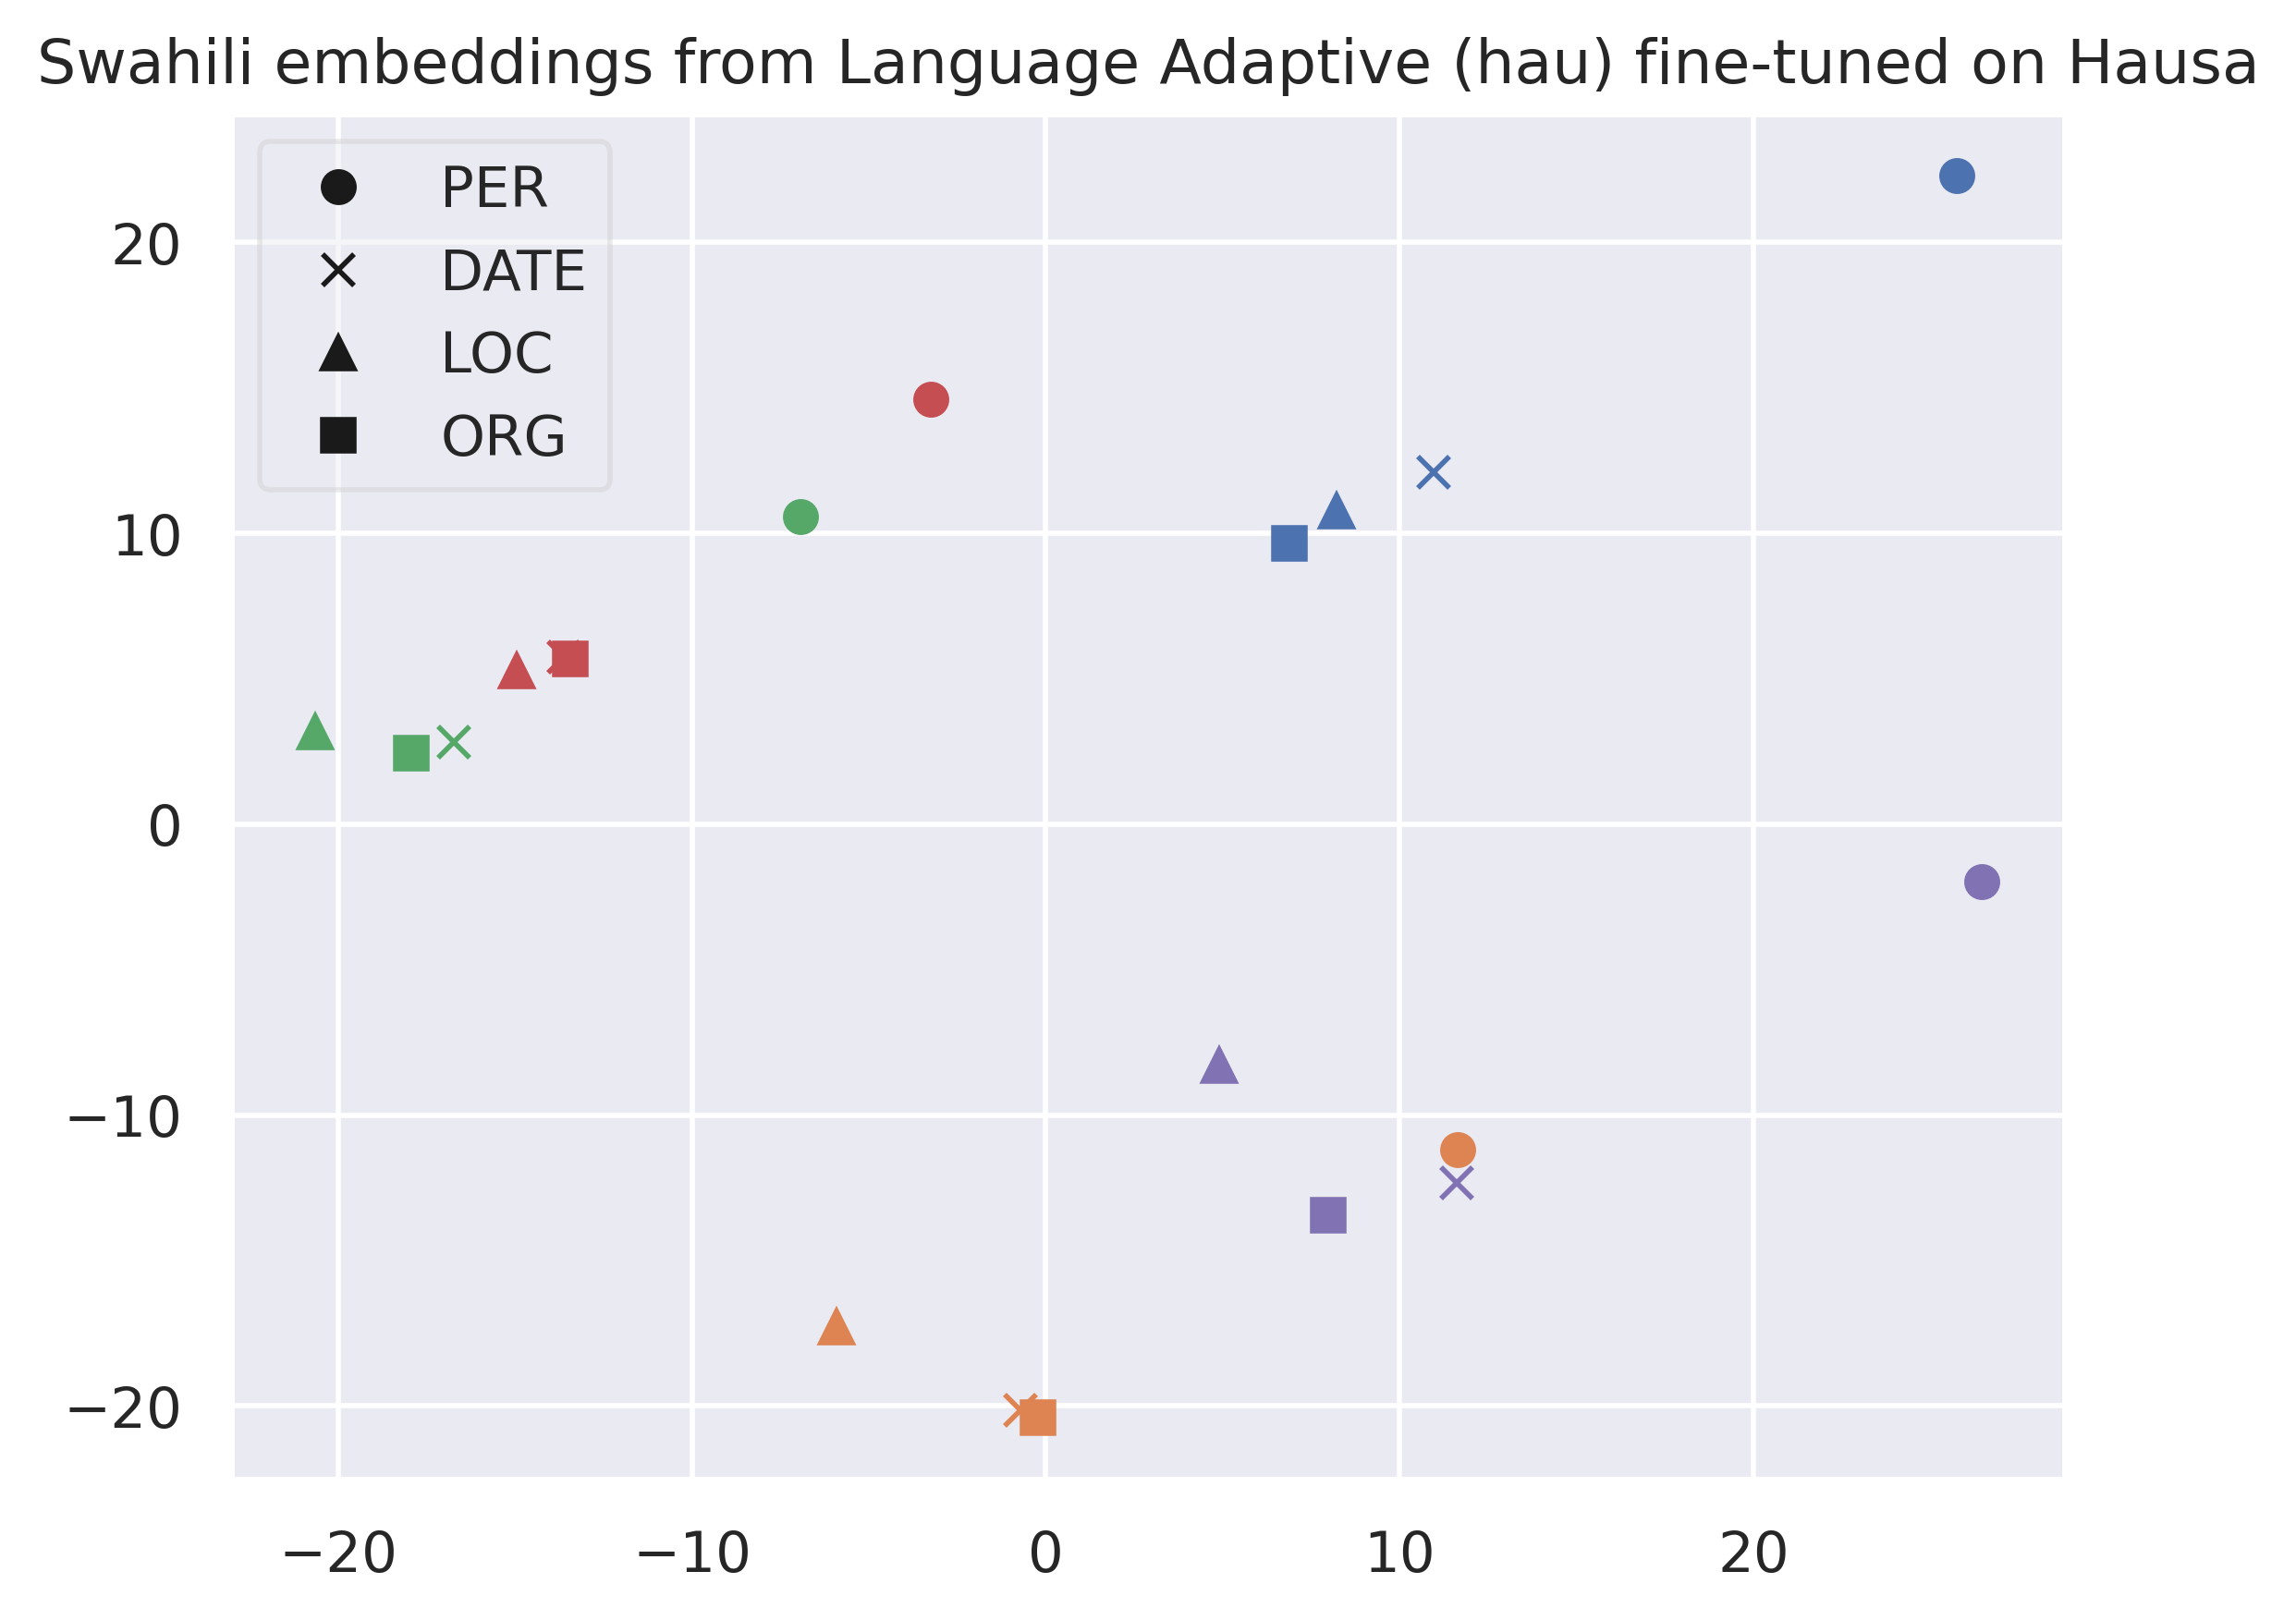 Swahili embeddings from Language Adaptive (hau) fine-tuned on Hausa
PER
DATE
LOC
ORG
20
10
0
−10
−20
−20 −10 0 10 20